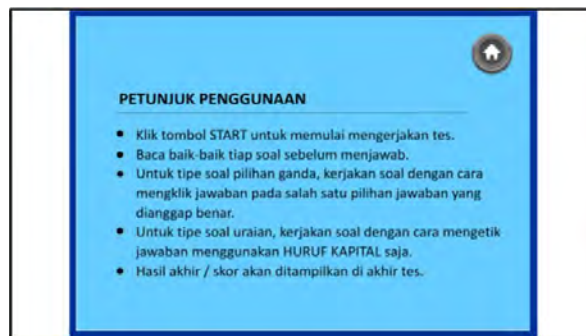 PETUNJUK PENGGUNAAN
● Klik tombol START untuk memulai mengerjakan tes.
● Baca baik-baik tiap soal sebelum menjawab.
● Untuk tipe soal pilihan ganda, kerjakan soal dengan cara
mengklik jawaban pada salah satu pilihan jawaban yang
dianggap benar.
● Untuk tipe soal uraian, kerjakan soal dengan cara mengetik
jawaban menggunakan HURUF KAPITAL saja.
● Hasil akhir / skor akan ditampilkan di akhir tes.